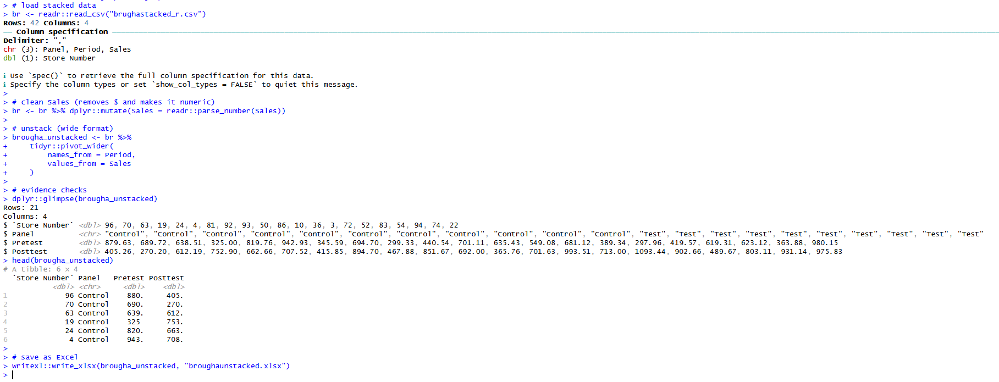 > # load stacked data
> br <- readr::read_csv("brughastacked_r.csv")
Rows: 42 Columns: 4
── Column specification ──────────
Delimiter: ","
chr (3): Panel, Period, Sales
dbl (1): Store Number

ℹ Use `spec()` to retrieve the full column specification for this data.
ℹ Specify the column types or set `show_col_types = FALSE` to quiet this message.
>
> # clean Sales (removes $ and makes it numeric)
> br <- br %>% dplyr::mutate(Sales = readr::parse_number(Sales))
>
> # unstack (wide format)
> brougha_unstacked <- br %>%
+     tidyr::pivot_wider(
+         names_from = Period,
+         values_from = Sales
+     )
>
> # evidence checks
> dplyr::glimpse(brougha_unstacked)
Rows: 21
Columns: 4
$ `Store Number` <dbl> 96, 70, 63, 19, 24, 4, 81, 92, 93, 50, 86, 10, 36, 3, 72, 52, 83, 54, 94, 74, 22
$ Panel          <chr> "Control", "Control", "Control", "Control", "Control", "Control", "Control", "Control", "Control", "Control", "Control", "Test", "Test", "Test", "Test", "Test", "Test", "Test", "Test", "Test", "Test"
$ Pretest        <dbl> 879.63, 689.72, 638.51, 325.00, 819.76, 942.93, 345.59, 694.70, 299.33, 440.54, 701.11, 635.43, 549.08, 681.12, 389.34, 297.96, 419.57, 619.31, 623.12, 363.88, 980.15
$ Posttest       <dbl> 405.26, 270.20, 612.19, 752.90, 662.66, 707.52, 415.85, 894.70, 467.88, 851.67, 692.00, 365.76, 701.63, 993.51, 713.00, 1093.44, 902.66, 489.67, 803.11, 931.14, 975.83
> head(brougha_unstacked)
# A tibble: 6 × 4
  `Store Number` Panel   Pretest Posttest
           <dbl> <chr>     <dbl>    <dbl>
1             96 Control    880.     405.
2             70 Control    690.     270.
3             63 Control    639.     612.
4             19 Control    325      753.
5             24 Control    820.     663.
6              4 Control    943.     708.
>
> # save as Excel
> writexl::write_xlsx(brougha_unstacked, "broughaunstacked.xlsx")
>